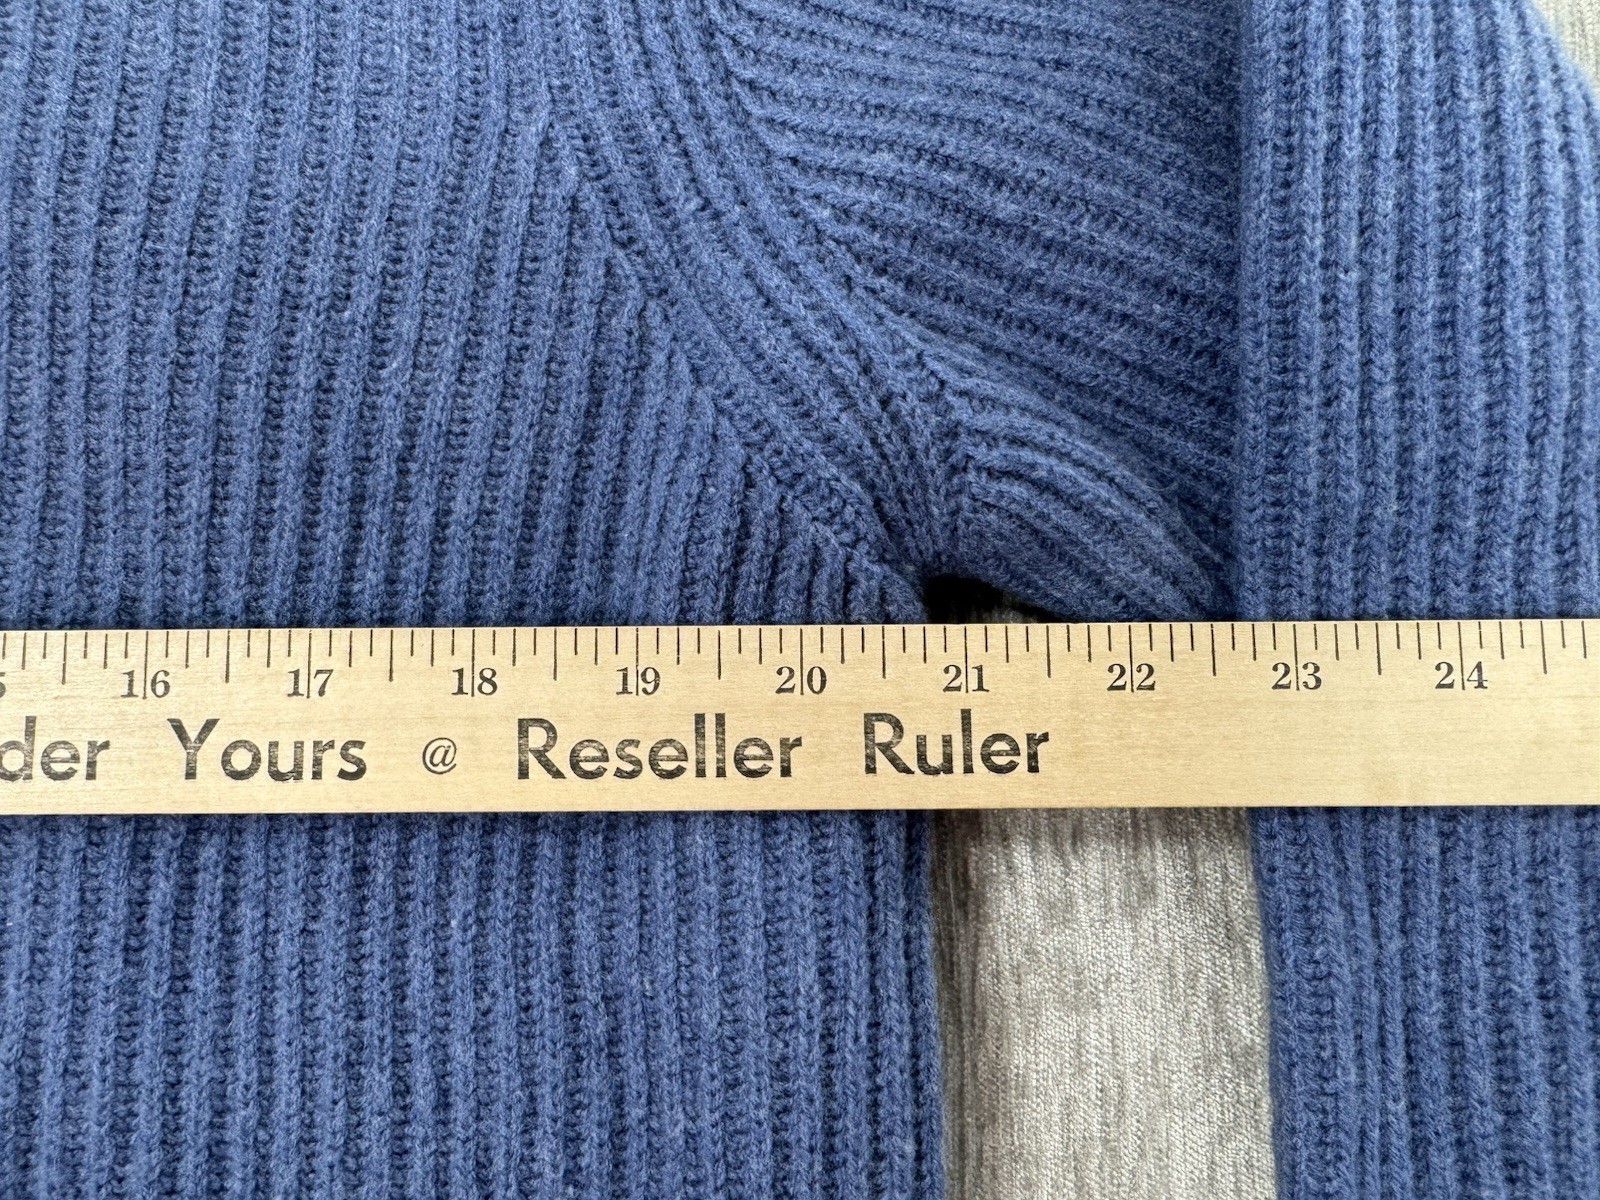 16 17 18 19 20 21 22 23 24
der Yours @ Reseller Ruler